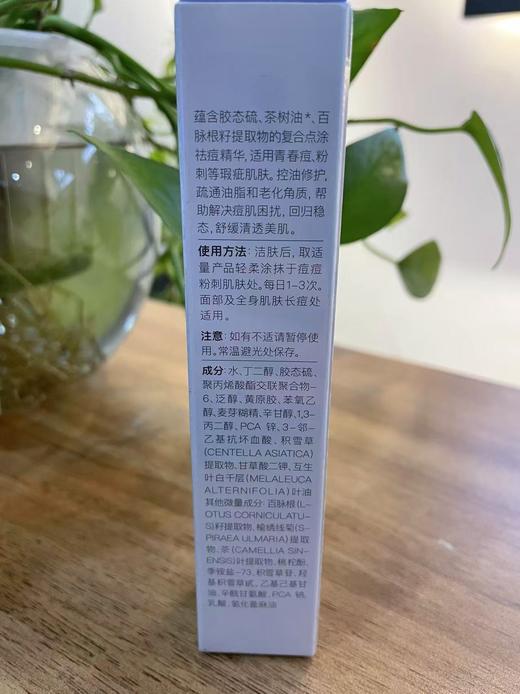 蕴含胶态硫、茶树油*、百
脉根籽提取物的复合点涂
祛痘精华，适用青春痘、粉
刺等瑕疵肌肤。控油修护，
疏通油脂和老化角质，帮
助解决痘肌困扰，回归稳
态，舒缓清透美肌。
使用方法：洁肤后，取适
量产品轻柔涂抹于痘痘
粉刺肌肤处。每日1-3次。
面部及全身肌肤长痘处
适用。
注意：如有不适请暂停使
用。常温避光处保存。
成分：水、丁二醇、胶态硫、
聚丙烯酸酯交联聚合物-
6、泛醇、黄原胶、苯氧乙
醇、麦芽糊精、辛甘醇、1,3-
丙二醇、PCA 锌、3-邻-
乙基抗坏血酸、积雪草
(CENTELLA ASIATICA)
提取物、甘草酸二钾、互生
叶白千层(MELALEUCA
ALTERNIFOLIA)叶油
其他微量成分：百脉根(L-
OTUS CORNICULATU-
S)籽提取物、榆绣线菊(S-
PIRAEA ULMARIA)提取
物、茶(CAMELLIA SIN-
ENSIS)叶提取物、桃柁酚、
季铵盐-73、积雪草苷、羟
基积雪草甙、乙基己基甘
油、辛酰甘氨酸、PCA 钠、
乳酸、氢化蓖麻油